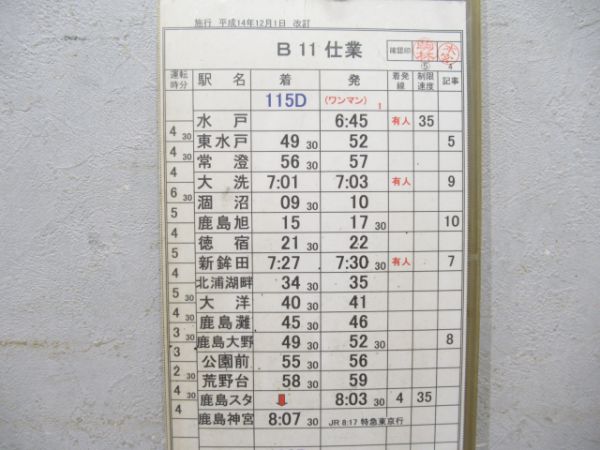 施行 平成14年12月1日 改訂
B 11 仕業 確認印
⑤ 4
運転時分 駅名 着 発 着発線 制限速度 記事
115D (ワンマン) 1
水戸 6:45 有人 35
4 30
東水戸 49 30 52 5
4
常澄 56 30 57
4
大洗 7:01 7:03 有人 9
6 30
涸沼 09 30 10
5
鹿島旭 15 17 30 10
4
徳宿 21 30 22
5
新鉾田 7:27 7:30 30 有人 7
4
北浦湖畔 34 30 35
5 30
大洋 40 30 41
4 30
鹿島灘 45 30 46
3 30
鹿島大野 49 30 52 30 8
3
公園前 55 30 56
2 30
荒野台 58 30 59
4 30
鹿島スタ ⬇ 8:03 30 4 35
4
鹿島神宮 8:07 30 JR 8:17 特急東京行